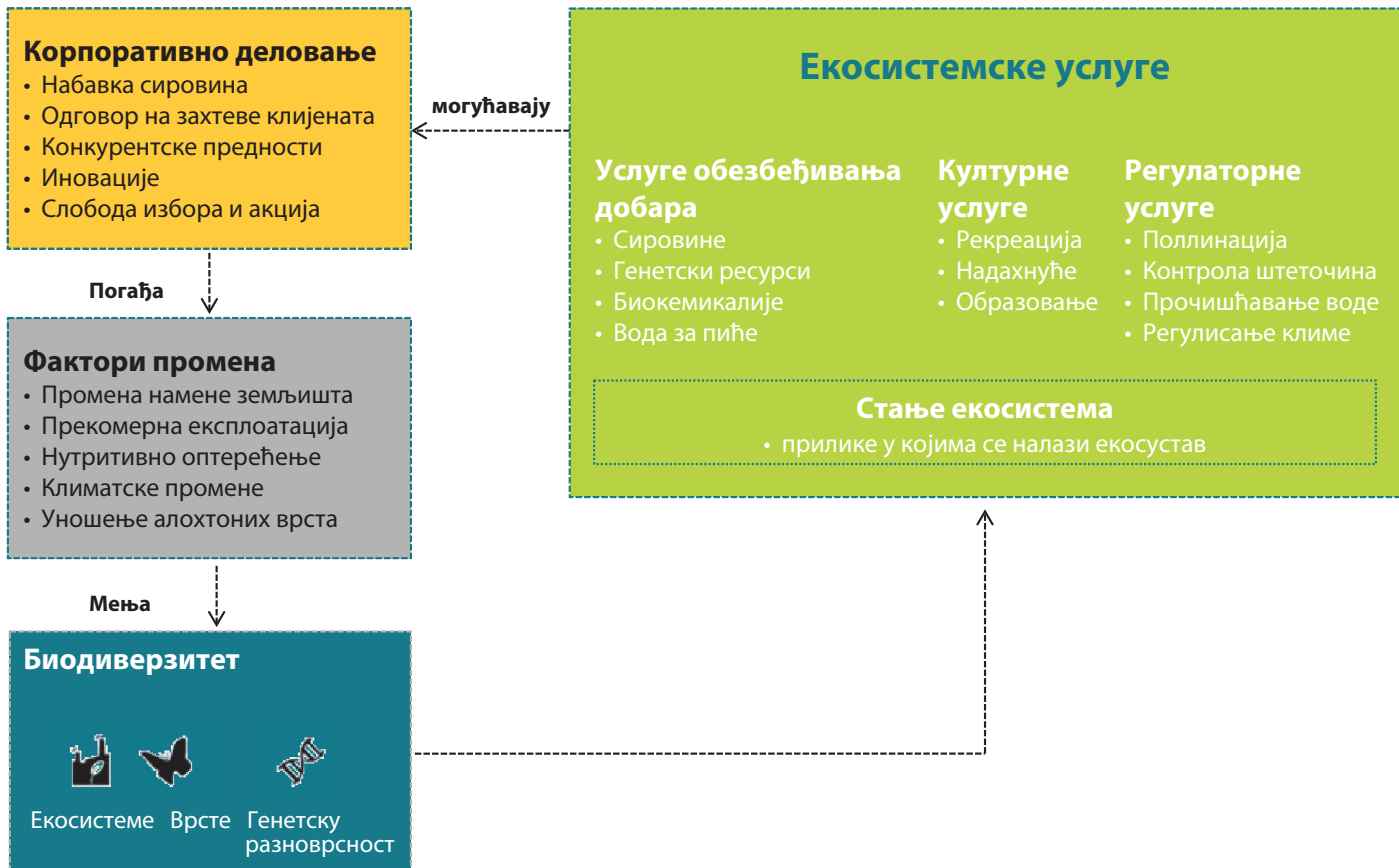 Корпоративно деловање
• Набавка сировина
• Одговор на захтеве клијената
• Конкурентске предности
• Иновације
• Слобода избора и акција
могућавају
Екосистемске услуге
Услуге обезбеђивања
добара
• Сировине
• Генетски ресурси
• Биокемикалије
• Вода за пиће
Културне
услуге
• Рекреација
• Надахнуће
• Образовање
Регулаторне
услуге
• Поллинација
• Контрола штеточина
• Прочишћавање воде
• Регулисање климе
Стање екосистема
• прилике у којима се налази екосустав
Погађа
Фактори промена
• Промена намене земљишта
• Прекомерна експлоатација
• Нутритивно оптерећење
• Климатске промене
• Уношење алохтоних врста
Мења
Биодиверзитет
Екосистеме
Врсте
Генетску
разноврсност